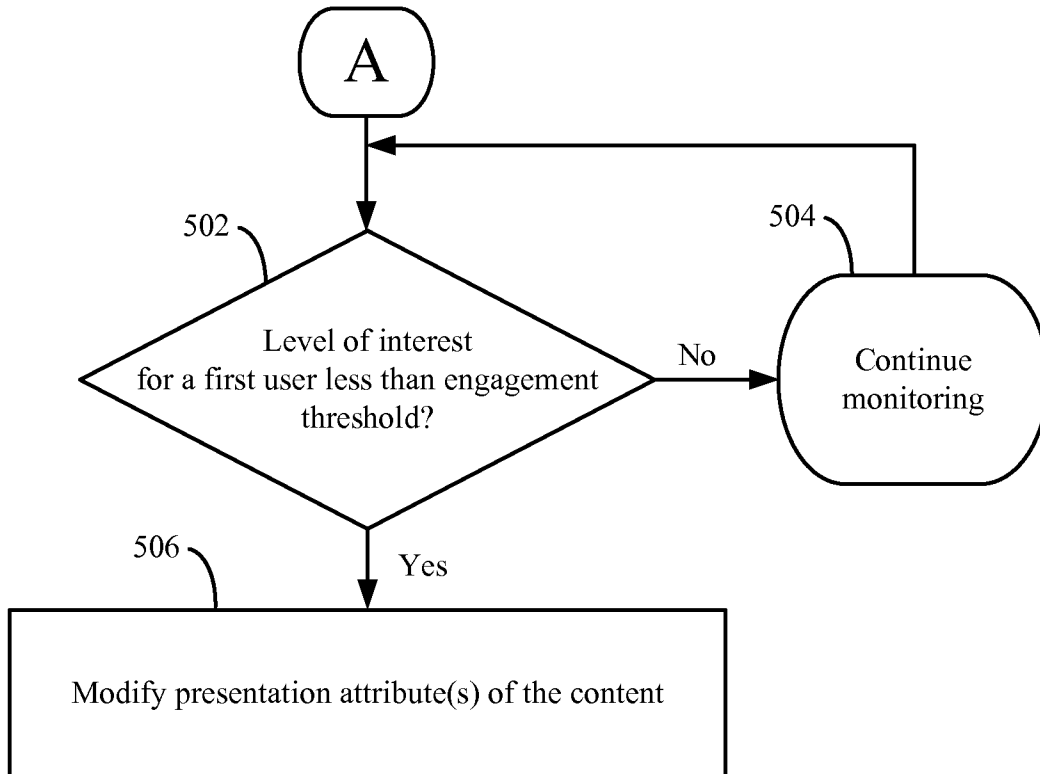 A
502
Level of interest
for a first user less than engagement
threshold?
No
504
Continue
monitoring
Yes
506
Modify presentation attribute(s) of the content